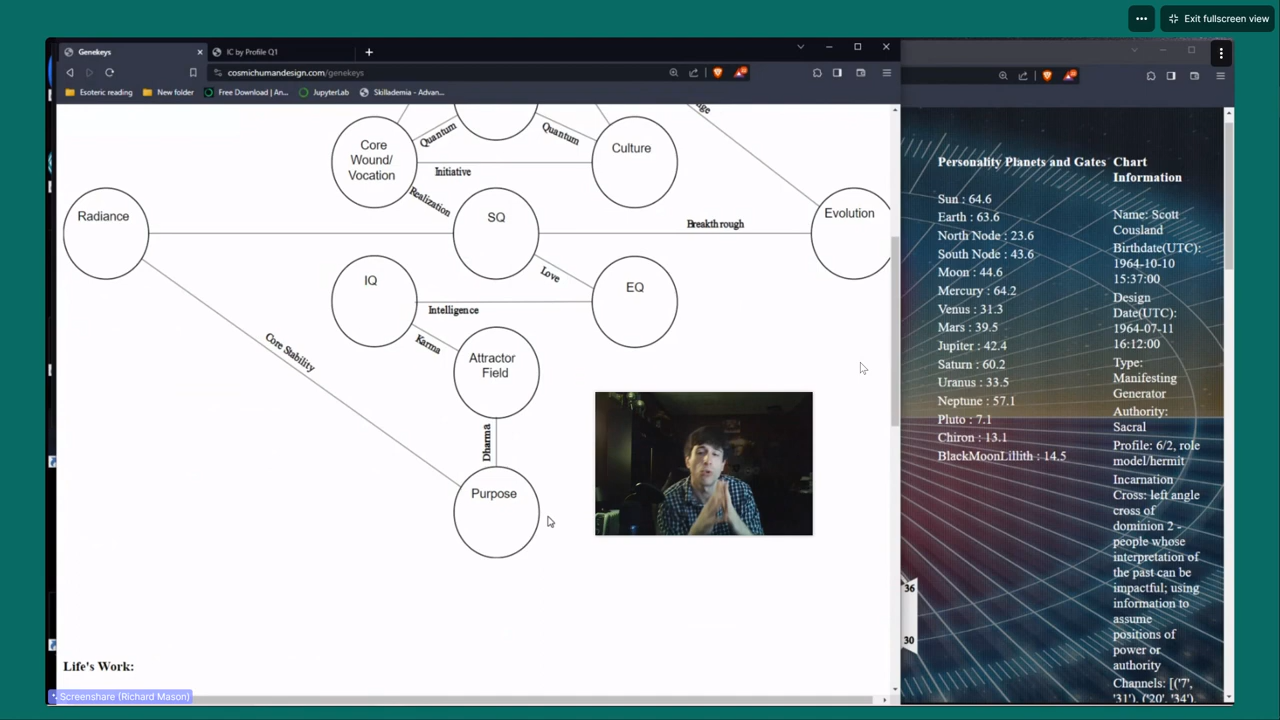 Exit fullscreen view
Genekeys
IC by Profile Q1
cosmichumandesign.com/genekeys
Esoteric reading
New folder
Free Download | An...
JupyterLab
Skillademia - Advan...
Quantum
Quantum
Core
Wound/
Vocation
Culture
Initiative
Realization
Radiance
SQ
Breakthrough
Evolution
Love
IQ
EQ
Intelligence
Karma
Core Stability
Attractor
Field
Dharma
Purpose
Life's Work:
Screenshare (Richard Mason)
Personality Planets and Gates
Sun : 64.6
Earth : 63.6
North Node : 23.6
South Node : 43.6
Moon : 44.6
Mercury : 64.2
Venus : 31.3
Mars : 39.5
Jupiter : 42.4
Saturn : 60.2
Uranus : 33.5
Neptune : 57.1
Pluto : 7.1
Chiron : 13.1
BlackMoonLillith : 14.5
Chart
Information
Name: Scott
Cousland
Birthdate(UTC):
1964-10-10
15:37:00
Design
Date(UTC):
1964-07-11
16:12:00
Type:
Manifesting
Generator
Authority:
Sacral
Profile: 6/2, role
model/hermit
Incarnation
Cross: left angle
cross of
dominion 2 -
people whose
interpretation of
the past can be
impactful; using
information to
assume
positions of
power or
authority
Channels: [('7',
'31'), ('20', '34'),
36
30